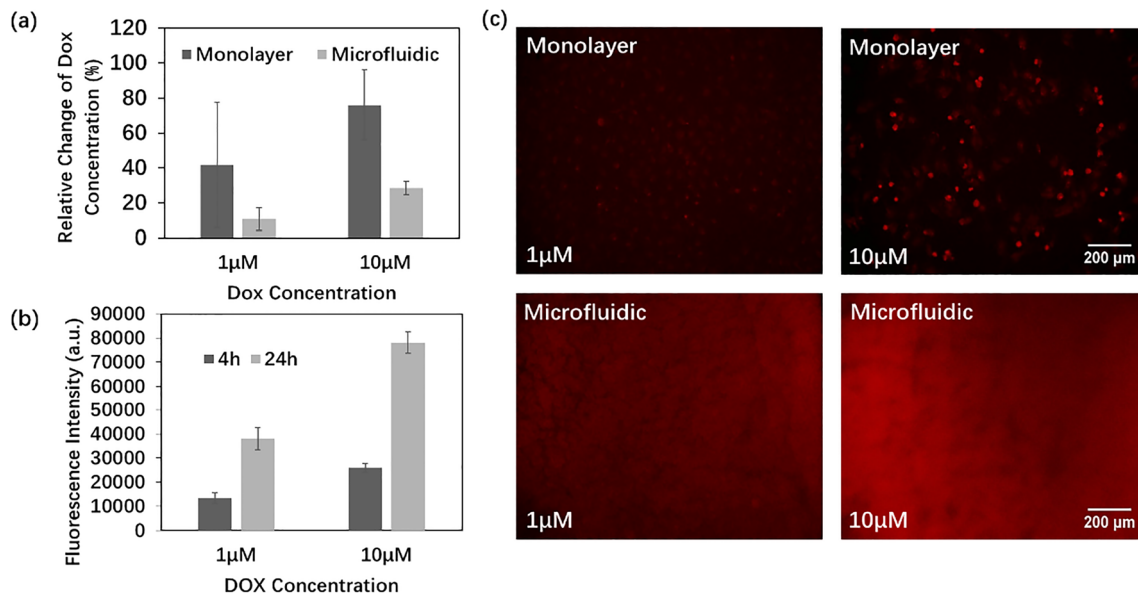 (a)
Relative Change of Dox
Concentration (%)
120
100
80
60
40
20
0
Monolayer
Microfluidic
1μM
10μM
Dox Concentration
(b)
Fluorescence Intensity (a.u.)
90000
80000
70000
60000
50000
40000
30000
20000
10000
0
4h
24h
1μM
10μM
DOX Concentration
(c)
Monolayer
1μM
Monolayer
10μM
200 μm
Microfluidic
1μM
Microfluidic
10μM
200 μm